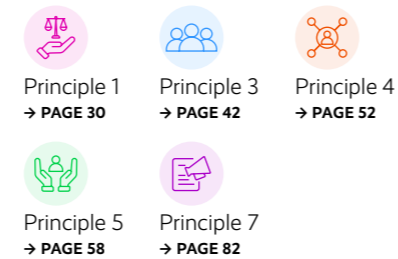 Principle 1
→ PAGE 30
Principle 3
→ PAGE 42
Principle 4
→ PAGE 52
Principle 5
→ PAGE 58
Principle 7
→ PAGE 82